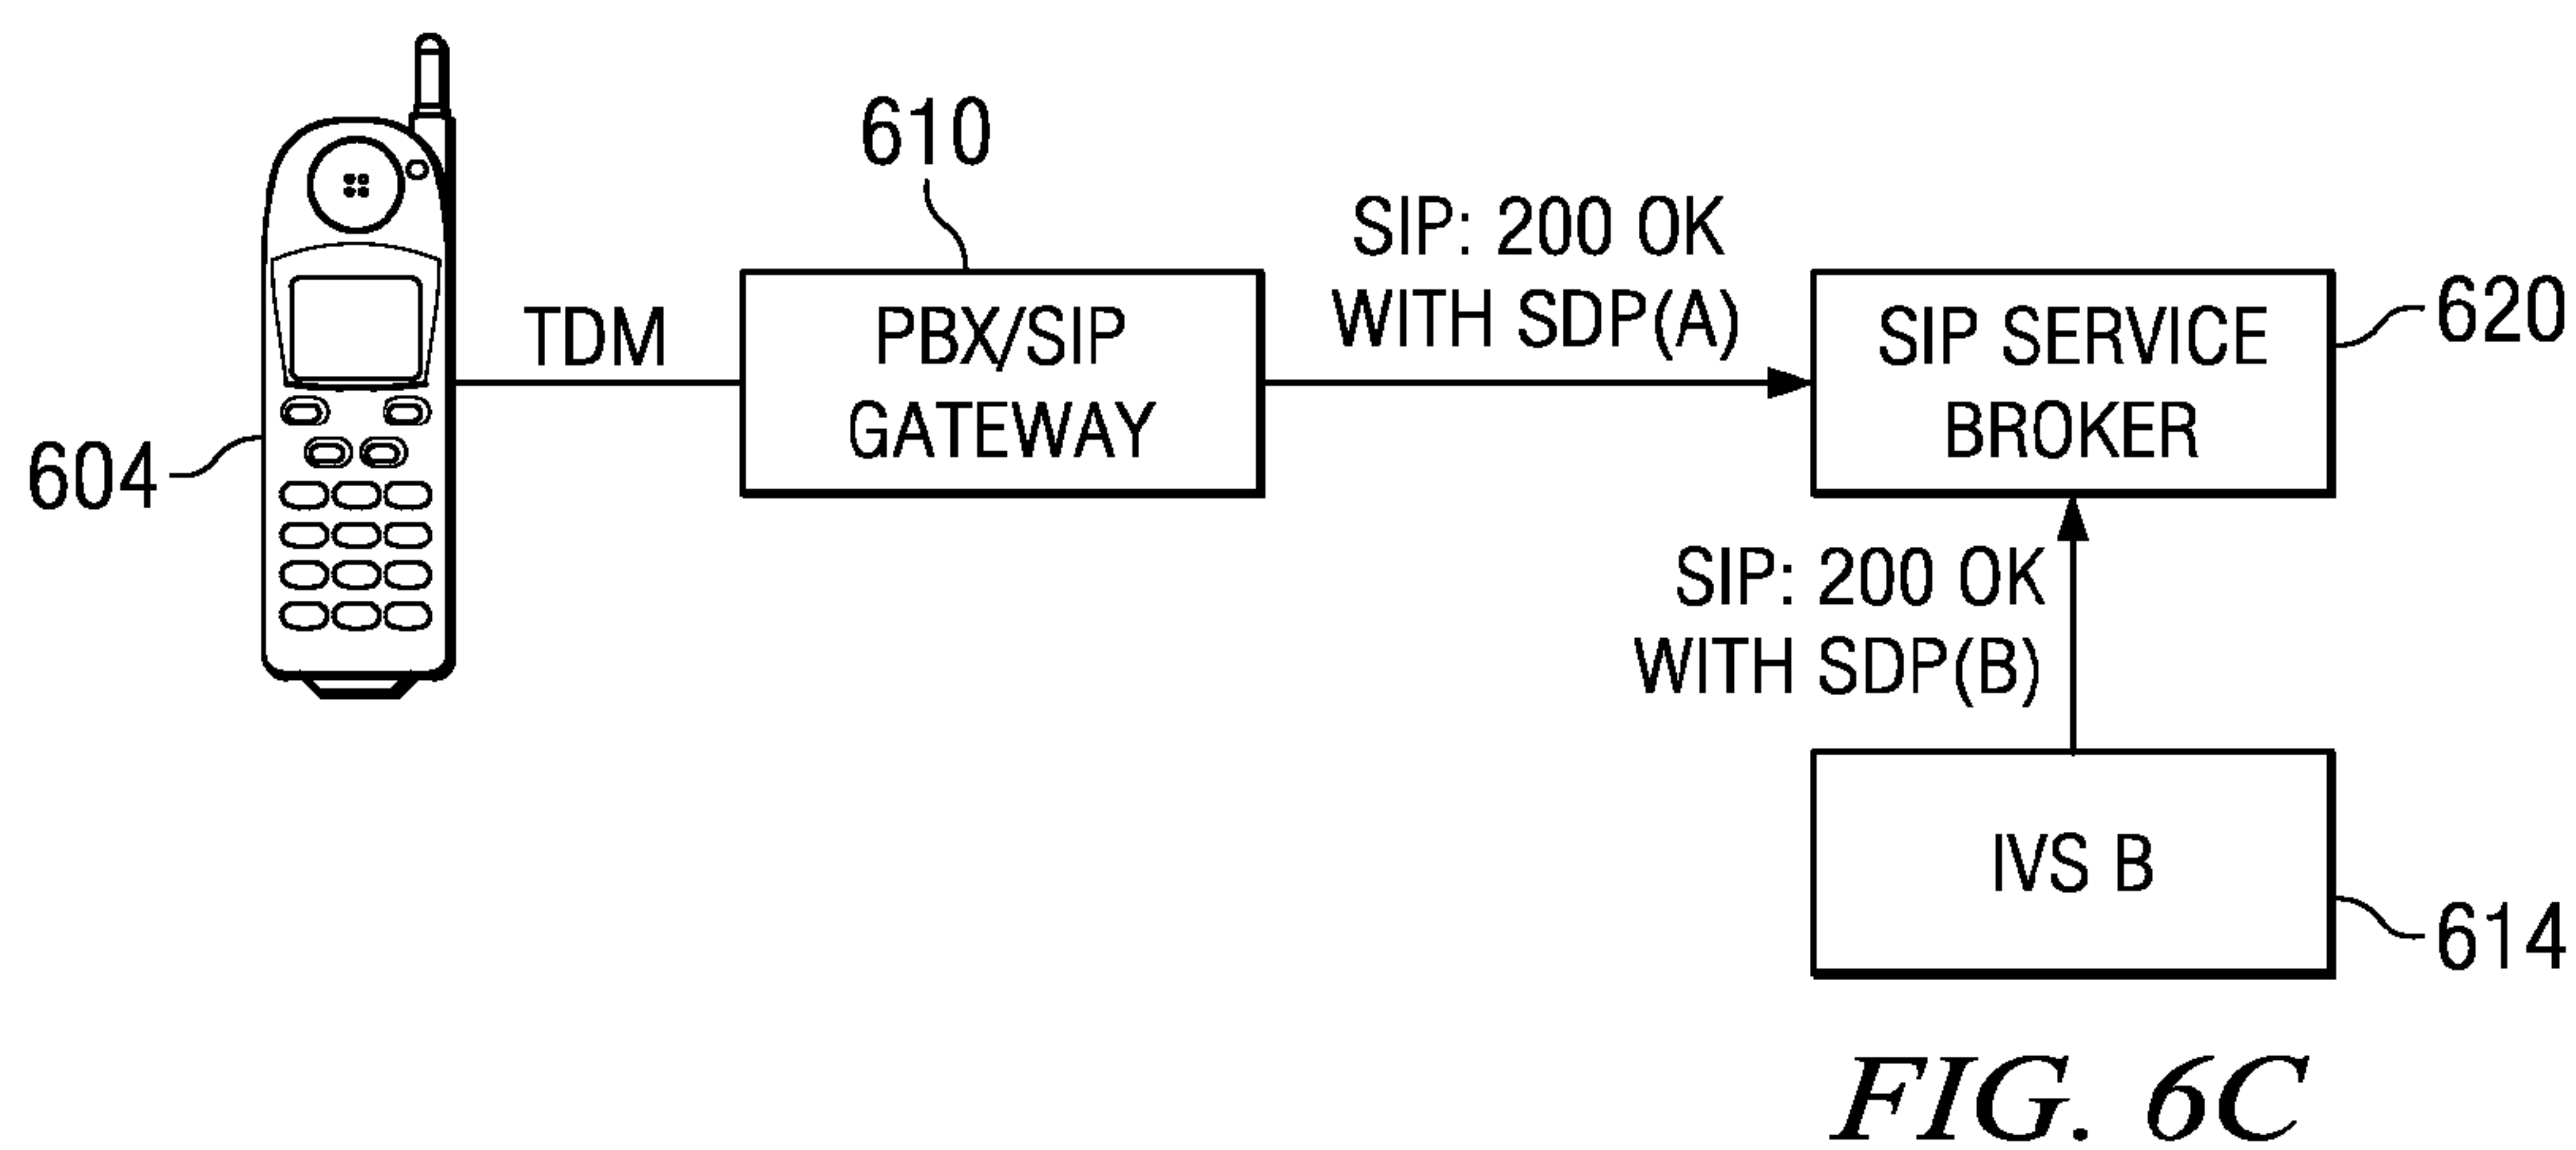 610
SIP: 200 OK
WITH SDP(A)
TDM
PBX/SIP
GATEWAY
SIP SERVICE
BROKER
620
604
SIP: 200 OK
WITH SDP(B)
IVS B
614
FIG. 6C